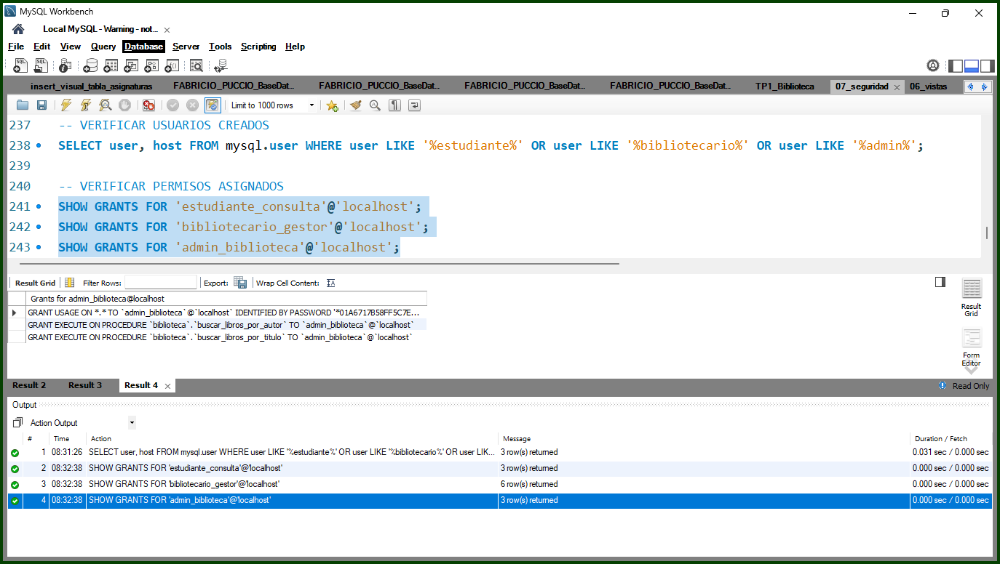 MySQL Workbench
Local MySQL - Warning - not...
File Edit View Query Database Server Tools Scripting Help
insert_visual_tabla_asignaturas FABRICIO_PUCCIO_BaseDat... FABRICIO_PUCCIO_BaseDat... FABRICIO_PUCCIO_BaseDat... FABRICIO_PUCCIO_BaseDat... TP1_Biblioteca 07_seguridad 06_vistas
Limit to 1000 rows
237 -- VERIFICAR USUARIOS CREADOS
238 SELECT user, host FROM mysql.user WHERE user LIKE '%estudiante%' OR user LIKE '%bibliotecario%' OR user LIKE '%admin%';
239
240 -- VERIFICAR PERMISOS ASIGNADOS
241 SHOW GRANTS FOR 'estudiante_consulta'@'localhost';
242 SHOW GRANTS FOR 'bibliotecario_gestor'@'localhost';
243 SHOW GRANTS FOR 'admin_biblioteca'@'localhost';
Result Grid Filter Rows: Export: Wrap Cell Content:
Grants for admin_biblioteca@localhost
GRANT USAGE ON *.* TO `admin_biblioteca`@`localhost` IDENTIFIED BY PASSWORD '*01A6717B58FF5C7E...
GRANT EXECUTE ON PROCEDURE `biblioteca`.`buscar_libros_por_autor` TO `admin_biblioteca`@`localhost`
GRANT EXECUTE ON PROCEDURE `biblioteca`.`buscar_libros_por_titulo` TO `admin_biblioteca`@`localhost`
Result
Grid
Form
Editor
Result 2 Result 3 Result 4 Read Only
Output
Action Output
# Time Action Message Duration / Fetch
1 08:31:26 SELECT user, host FROM mysql.user WHERE user LIKE '%estudiante%' OR user LIKE '%bibliotecario%' OR user LIK... 3 row(s) returned 0.031 sec / 0.000 sec
2 08:32:38 SHOW GRANTS FOR 'estudiante_consulta'@'localhost' 3 row(s) returned 0.000 sec / 0.000 sec
3 08:32:38 SHOW GRANTS FOR 'bibliotecario_gestor'@'localhost' 6 row(s) returned 0.000 sec / 0.000 sec
4 08:32:38 SHOW GRANTS FOR 'admin_biblioteca'@'localhost' 3 row(s) returned 0.000 sec / 0.000 sec